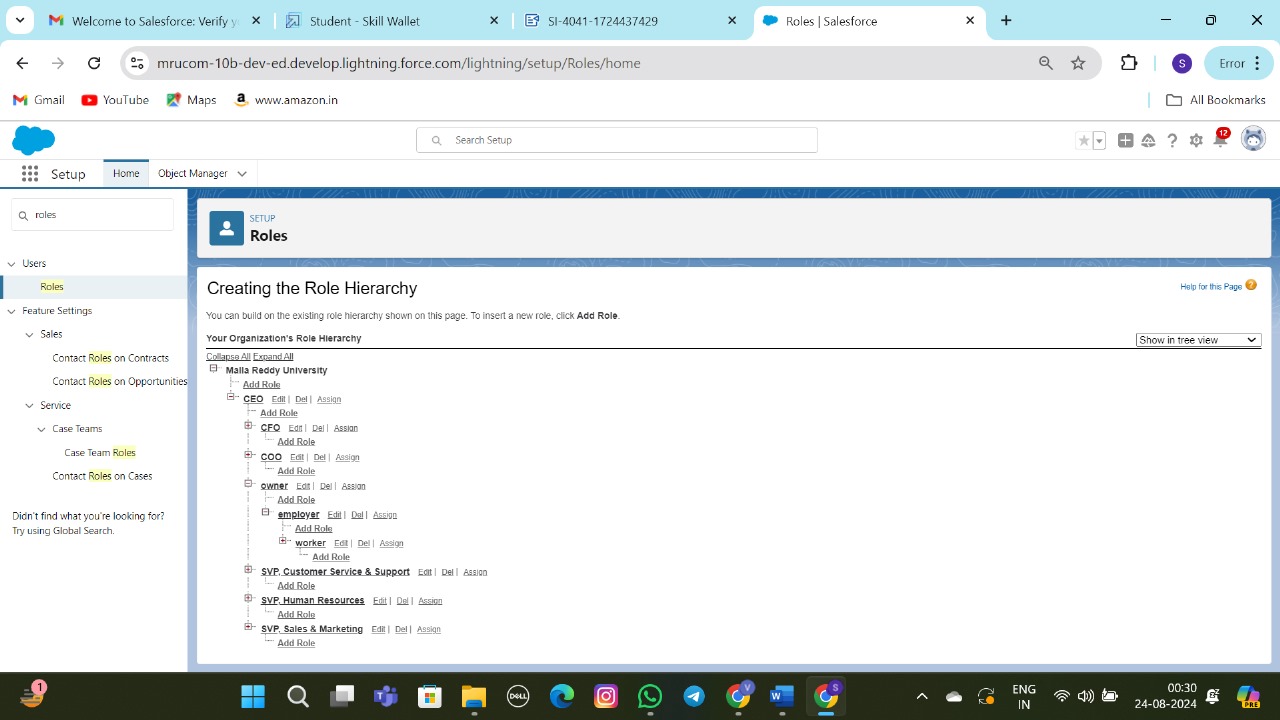 Welcome to Salesforce: Verify y
Student - Skill Wallet
SI-4041-1724437429
Roles | Salesforce
mrucom-10b-dev-ed.develop.lightning.force.com/lightning/setup/Roles/home
S
Error
Gmail
YouTube
Maps
www.amazon.in
All Bookmarks
Search Setup
12
Setup
Home
Object Manager
roles
SETUP
Roles
Users
Roles
Feature Settings
Sales
Contact Roles on Contracts
Contact Roles on Opportunities
Service
Case Teams
Case Team Roles
Contact Roles on Cases
Didn't find what you're looking for?
Try using Global Search.
Creating the Role Hierarchy
Help for this Page
You can build on the existing role hierarchy shown on this page. To insert a new role, click Add Role.
Your Organization's Role Hierarchy
Show in tree view
Collapse All Expand All
Malla Reddy University
Add Role
CEO Edit | Del | Assign
Add Role
CFO Edit | Del | Assign
Add Role
COO Edit | Del | Assign
Add Role
owner Edit | Del | Assign
Add Role
employer Edit | Del | Assign
Add Role
worker Edit | Del | Assign
Add Role
SVP, Customer Service & Support Edit | Del | Assign
Add Role
SVP, Human Resources Edit | Del | Assign
Add Role
SVP, Sales & Marketing Edit | Del | Assign
Add Role
1
DELL
V
S
ENG
IN
00:30
24-08-2024
PRE